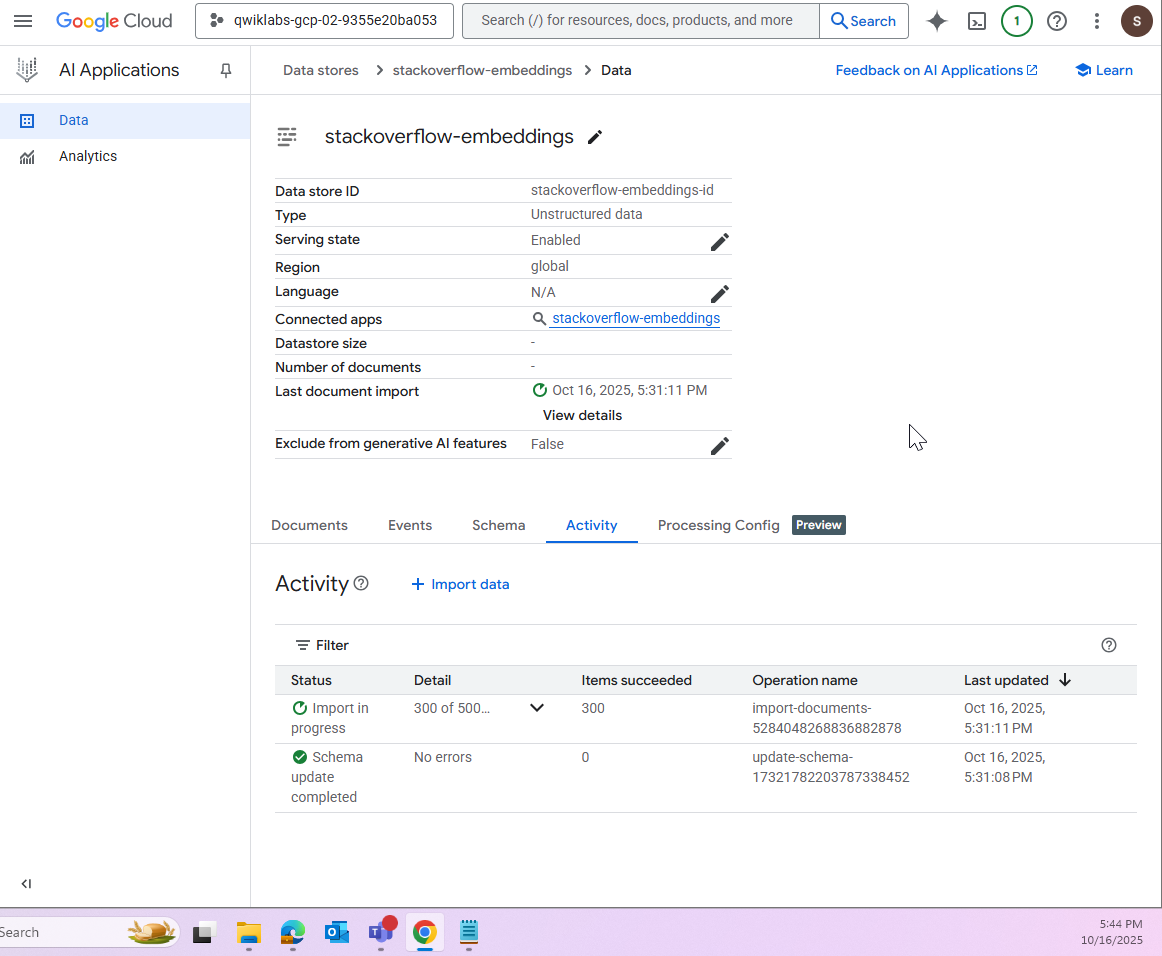 Google Cloud
qwiklabs-gcp-02-9355e20ba053
Search (/) for resources, docs, products, and more
Search
1
S
AI Applications
Data stores
stackoverflow-embeddings
Data
Feedback on AI Applications
Learn
Data
Analytics
stackoverflow-embeddings
Data store ID stackoverflow-embeddings-id
Type Unstructured data
Serving state Enabled
Region global
Language N/A
Connected apps stackoverflow-embeddings
Datastore size -
Number of documents -
Last document import Oct 16, 2025, 5:31:11 PM
View details
Exclude from generative AI features False
Documents Events Schema Activity Processing Config Preview
Activity Import data
Filter
Status Detail Items succeeded Operation name Last updated
Import in 300 of 500... 300 import-documents- Oct 16, 2025,
progress 5284048268836882878 5:31:11 PM
Schema No errors 0 update-schema- Oct 16, 2025,
update 17321782203787338452 5:31:08 PM
completed
Search
5:44 PM
10/16/2025